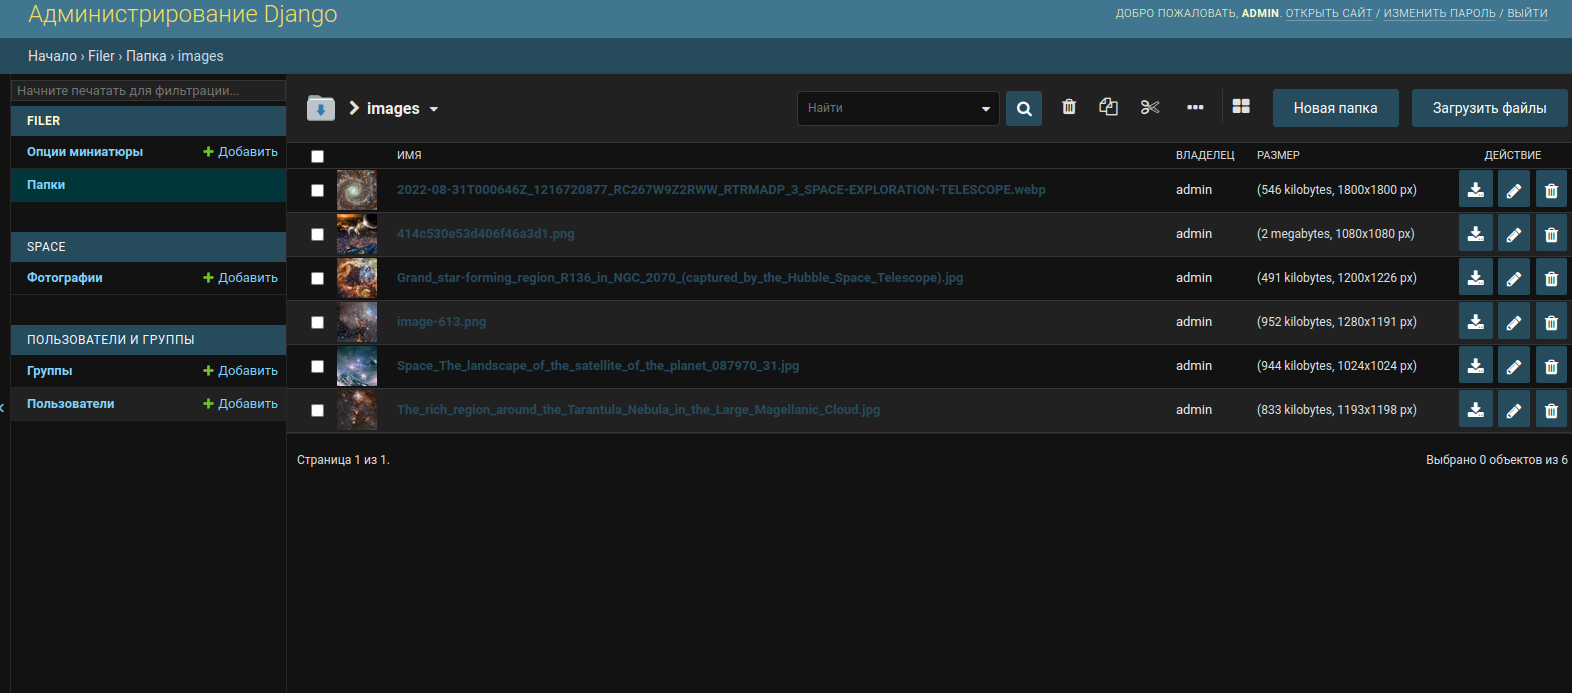 Администрирование Django
ДОБРО ПОЖАЛОВАТЬ, ADMIN. ОТКРЫТЬ САЙТ / ИЗМЕНИТЬ ПАРОЛЬ / ВЫЙТИ
Начало › Filer › Папка › images
Начните печатать для фильтрации...
FILER
Опции миниатюры Добавить
Папки
SPACE
Фотографии Добавить
ПОЛЬЗОВАТЕЛИ И ГРУППЫ
Группы Добавить
Пользователи Добавить
images Найти Новая папка Загрузить файлы
ИМЯ ВЛАДЕЛЕЦ РАЗМЕР ДЕЙСТВИЕ
2022-08-31T000646Z_1216720877_RC267W9Z2RWW_RTRMADP_3_SPACE-EXPLORATION-TELESCOPE.webp admin (546 kilobytes, 1800x1800 px)
414c530e53d406f46a3d1.png admin (2 megabytes, 1080x1080 px)
Grand_star-forming_region_R136_in_NGC_2070_(captured_by_the_Hubble_Space_Telescope).jpg admin (491 kilobytes, 1200x1226 px)
image-613.png admin (952 kilobytes, 1280x1191 px)
Space_The_landscape_of_the_satellite_of_the_planet_087970_31.jpg admin (944 kilobytes, 1024x1024 px)
The_rich_region_around_the_Tarantula_Nebula_in_the_Large_Magellanic_Cloud.jpg admin (833 kilobytes, 1193x1198 px)
Страница 1 из 1. Выбрано 0 объектов из 6